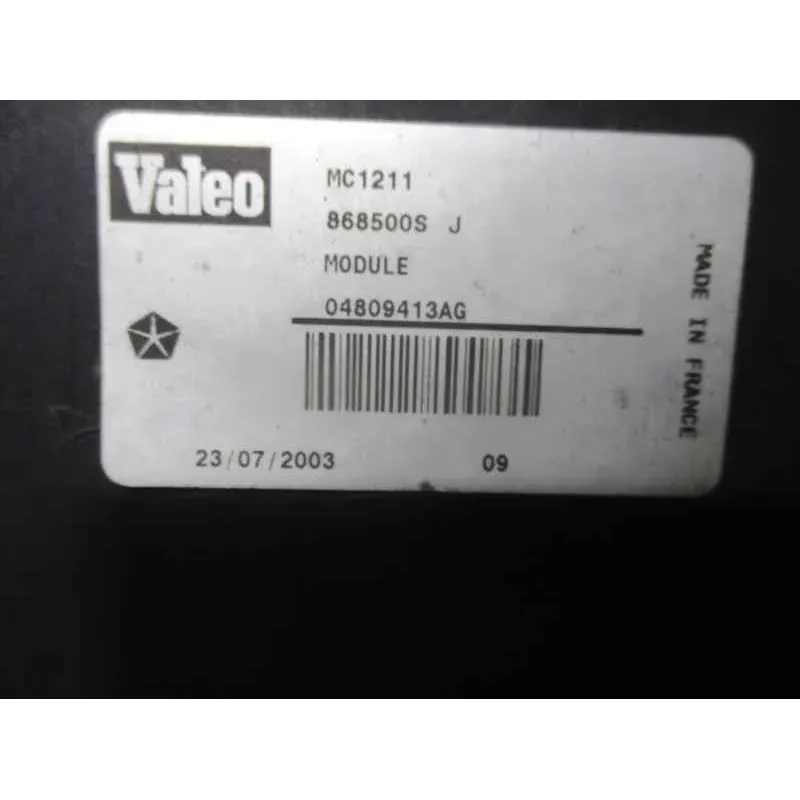 Valeo
MC1211
868500S J
MODULE
04809413AG
23/07/2003 09
MADE IN FRANCE